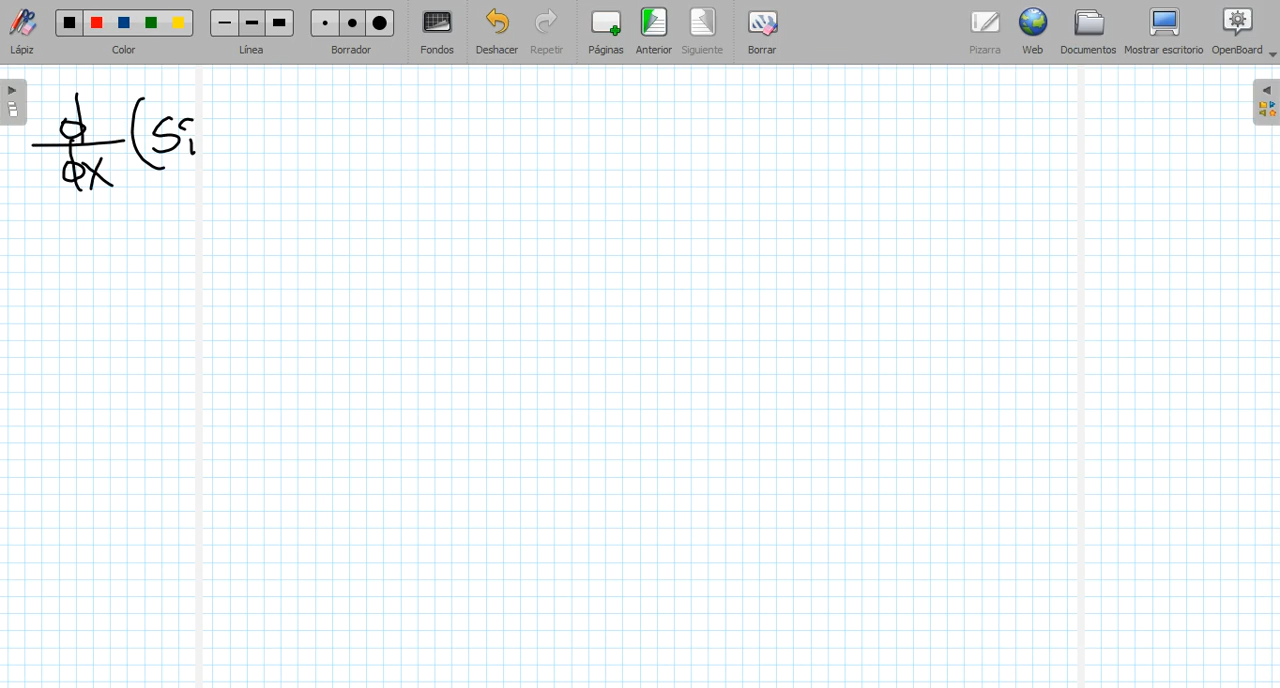 Lápiz Color Línea Borrador Fondos Deshacer Repetir Páginas Anterior Siguiente Borrar Pizarra Web Documentos Mostrar escritorio OpenBoard
d
dx (Si